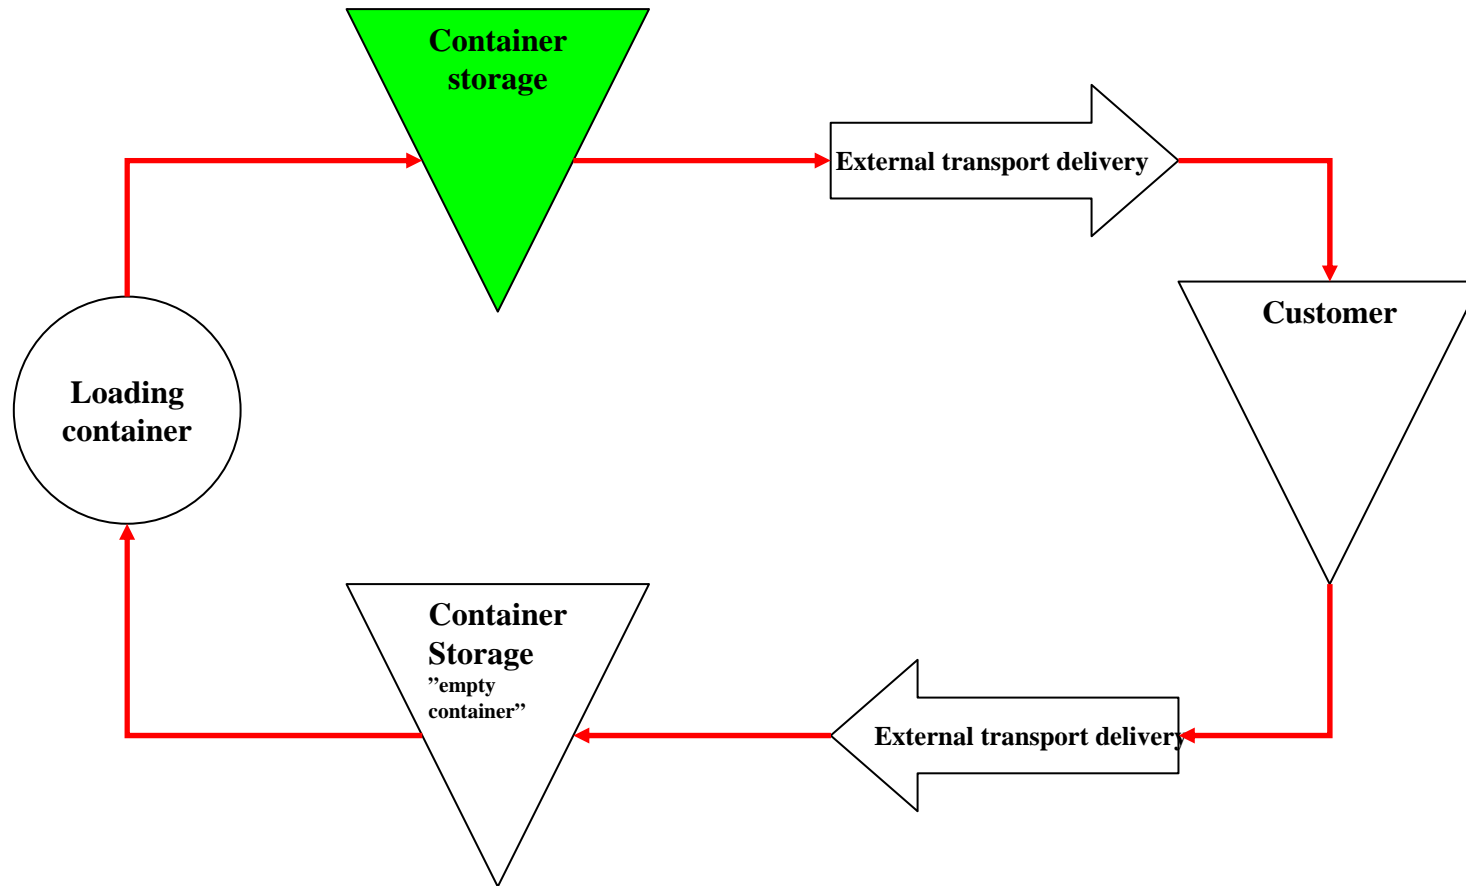 Container
storage
External transport delivery
Customer
Loading
container
Container
Storage
”empty
container”
External transport delivery